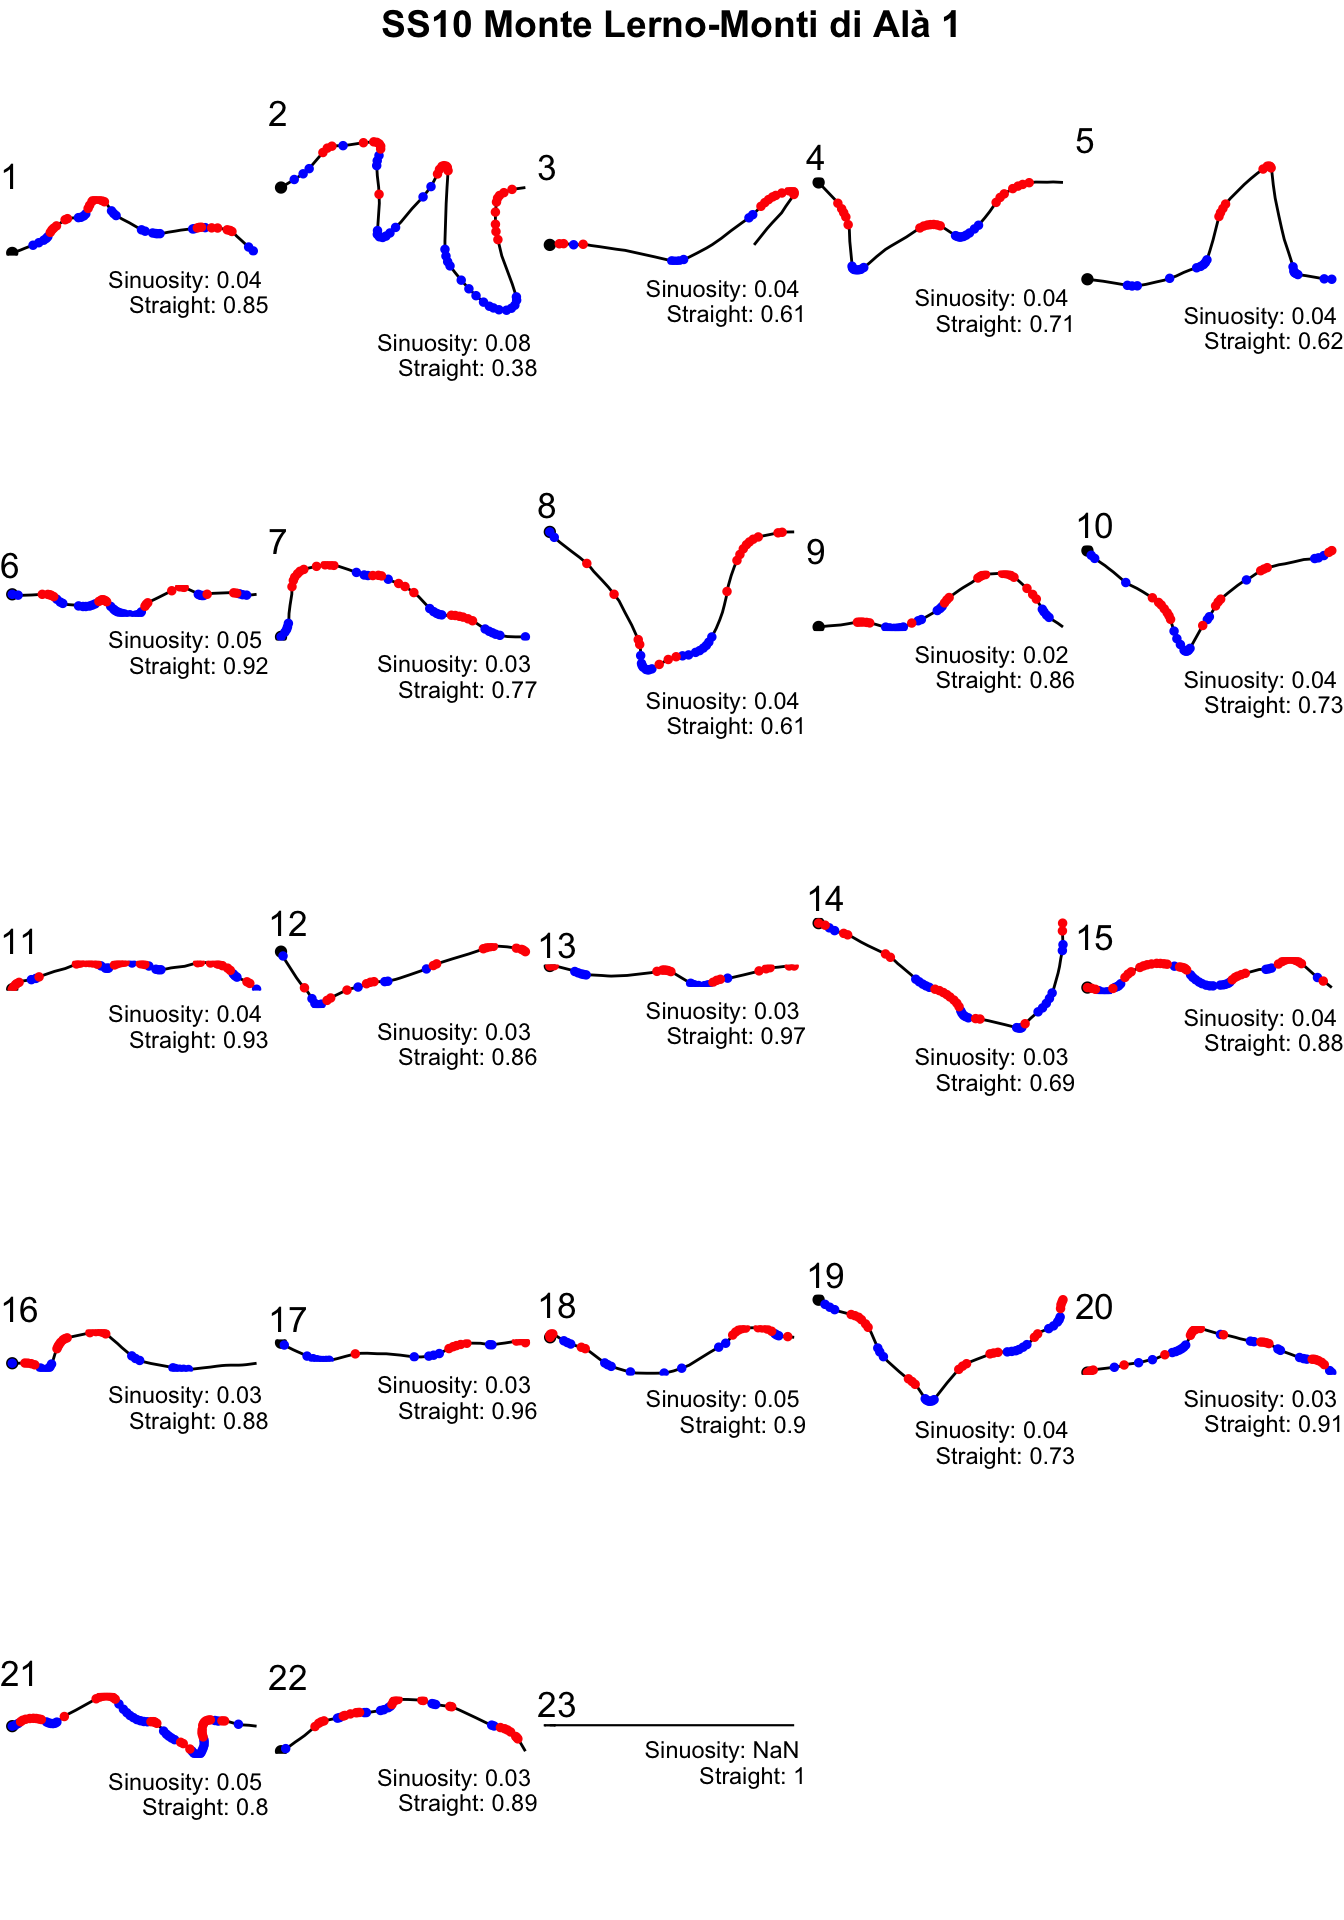 SS10 Monte Lerno-Monti di Alà 1
1
Sinuosity: 0.04
Straight: 0.85
2
Sinuosity: 0.08
Straight: 0.38
3
Sinuosity: 0.04
Straight: 0.61
4
Sinuosity: 0.04
Straight: 0.71
5
Sinuosity: 0.04
Straight: 0.62
6
Sinuosity: 0.05
Straight: 0.92
7
Sinuosity: 0.03
Straight: 0.77
8
Sinuosity: 0.04
Straight: 0.61
9
Sinuosity: 0.02
Straight: 0.86
10
Sinuosity: 0.04
Straight: 0.73
11
Sinuosity: 0.04
Straight: 0.93
12
Sinuosity: 0.03
Straight: 0.86
13
Sinuosity: 0.03
Straight: 0.97
14
Sinuosity: 0.03
Straight: 0.69
15
Sinuosity: 0.04
Straight: 0.88
16
Sinuosity: 0.03
Straight: 0.88
17
Sinuosity: 0.03
Straight: 0.96
18
Sinuosity: 0.05
Straight: 0.9
19
Sinuosity: 0.04
Straight: 0.73
20
Sinuosity: 0.03
Straight: 0.91
21
Sinuosity: 0.05
Straight: 0.8
22
Sinuosity: 0.03
Straight: 0.89
23
Sinuosity: NaN
Straight: 1